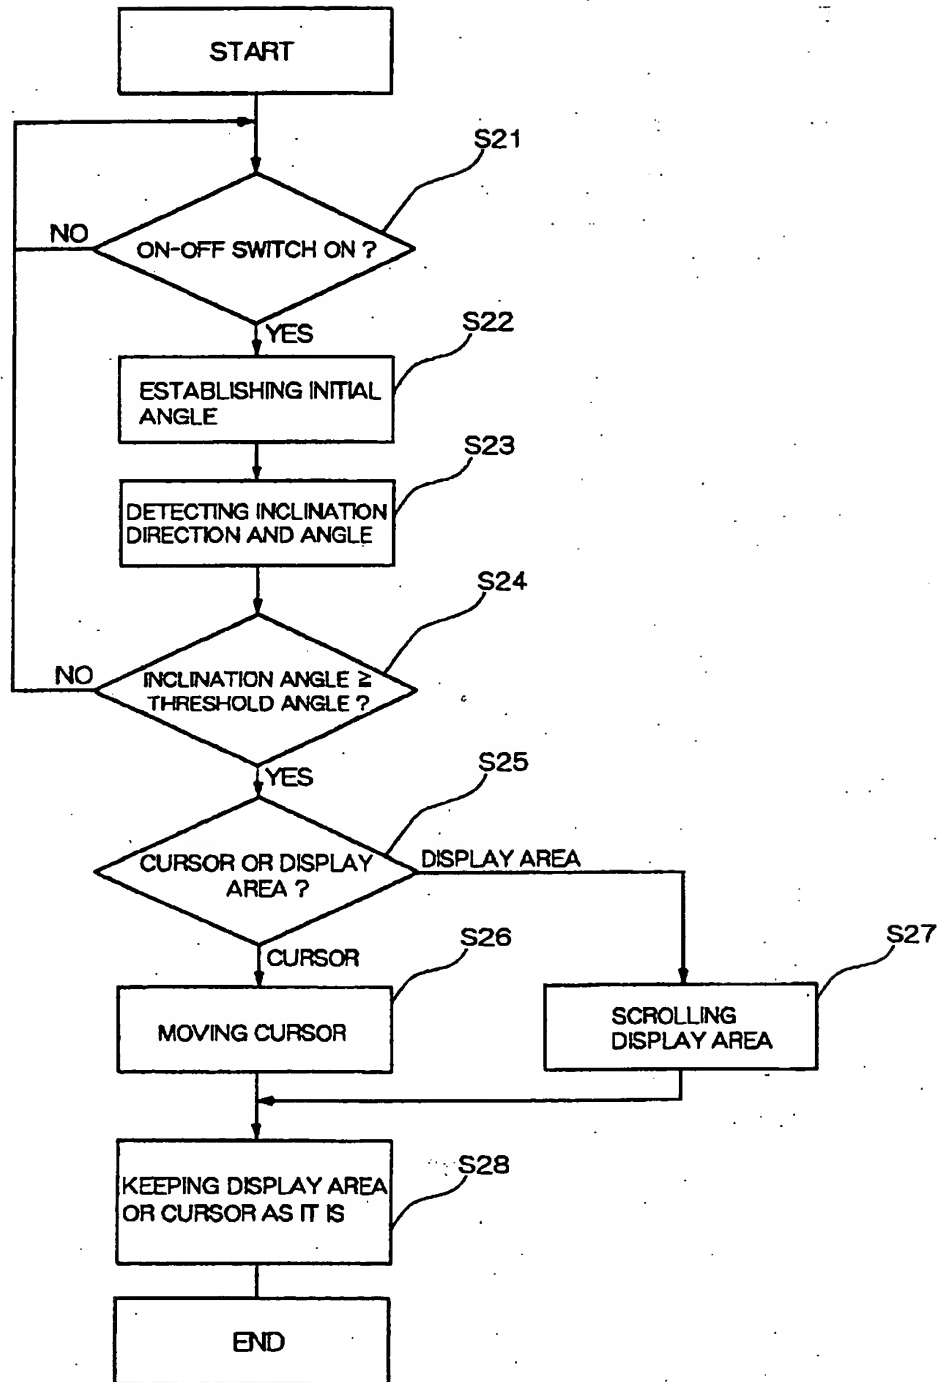 START
S21
NO
ON-OFF SWITCH ON ?
YES
S22
ESTABLISHING INITIAL
ANGLE
S23
DETECTING INCLINATION
DIRECTION AND ANGLE
S24
NO
INCLINATION ANGLE ≥
THRESHOLD ANGLE ?
YES
S25
CURSOR OR DISPLAY
AREA ?
DISPLAY AREA
CURSOR
S26
S27
MOVING CURSOR
SCROLLING
DISPLAY AREA
S28
KEEPING DISPLAY AREA
OR CURSOR AS IT IS
END